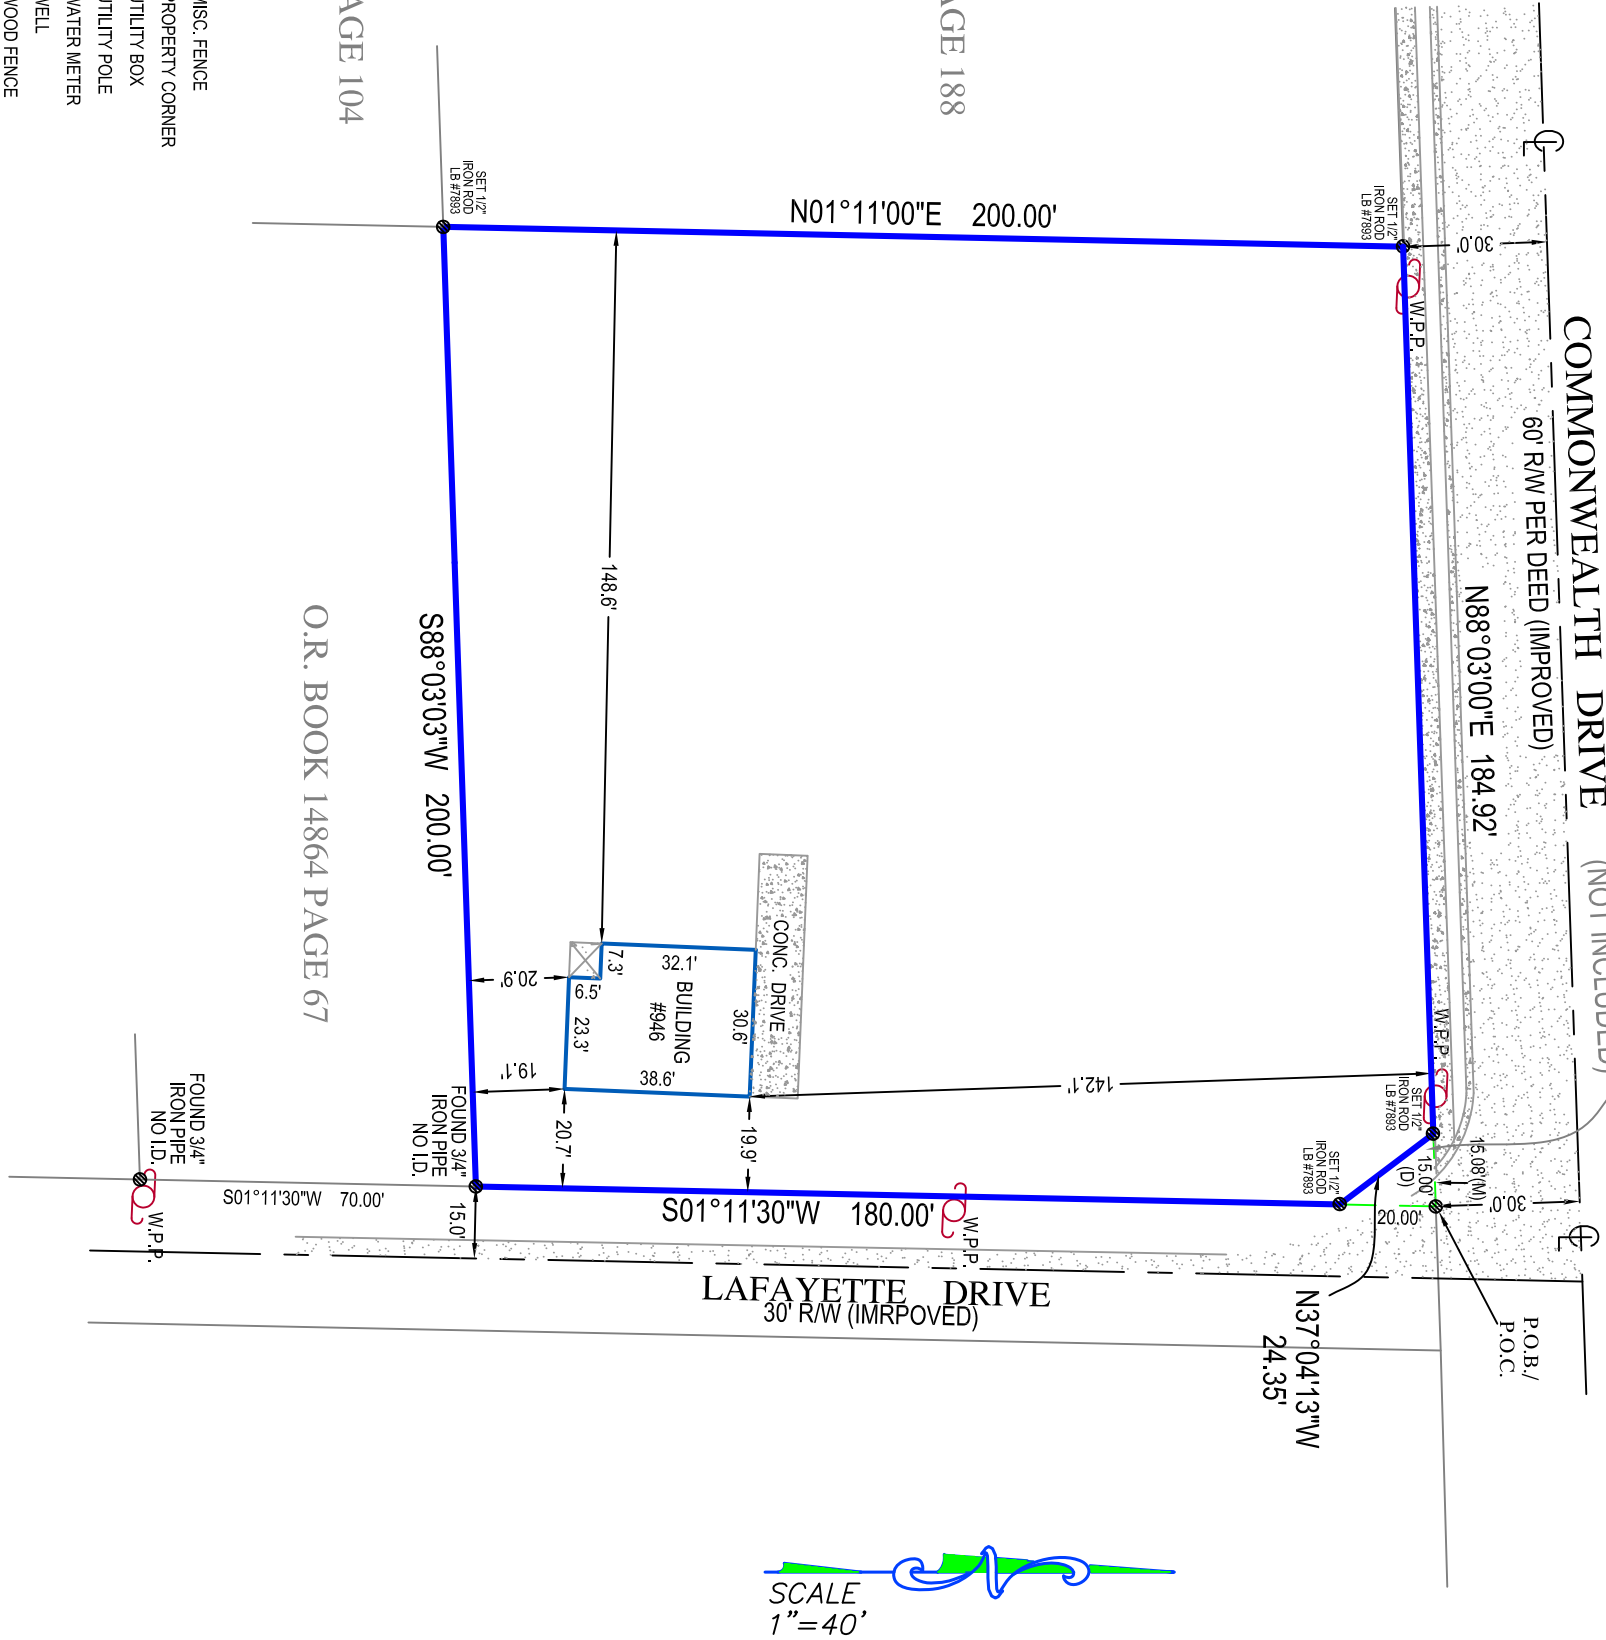 COMMONWEALTH DRIVE
(NOT INCLUDED)
60' R/W PER DEED (IMPROVED)
N88°03'00"E 184.92'
30.0'
30.0'
SET 1/2"
IRON ROD
LB #7893
W.P.P.
W.P.P.
SET 1/2"
IRON ROD
LB #7893
15.08'(M)
15.00'
(D)
20.00'
SET 1/2"
IRON ROD
LB #7893
P.O.B./
P.O.C.
N37°04'13"W
24.35'
N01°11'00"E 200.00'
AGE 188
142.1'
148.6'
CONC. DRIVE
30.6'
32.1'
BUILDING
#946
7.3'
6.5'
23.3'
38.6'
20.9'
19.1'
20.7'
19.9'
S01°11'30"W 180.00'
W.P.P.
LAFAYETTE DRIVE
30' R/W (IMRPOVED)
SET 1/2"
IRON ROD
LB #7893
S88°03'03"W 200.00'
FOUND 3/4"
IRON PIPE
NO I.D.
15.0'
S01°11'30"W 70.00'
O.R. BOOK 14864 PAGE 67
AGE 104
FOUND 3/4"
IRON PIPE
NO I.D.
W.P.P.
MISC. FENCE
PROPERTY CORNER
UTILITY BOX
UTILITY POLE
WATER METER
WELL
WOOD FENCE
N
SCALE
1"=40'